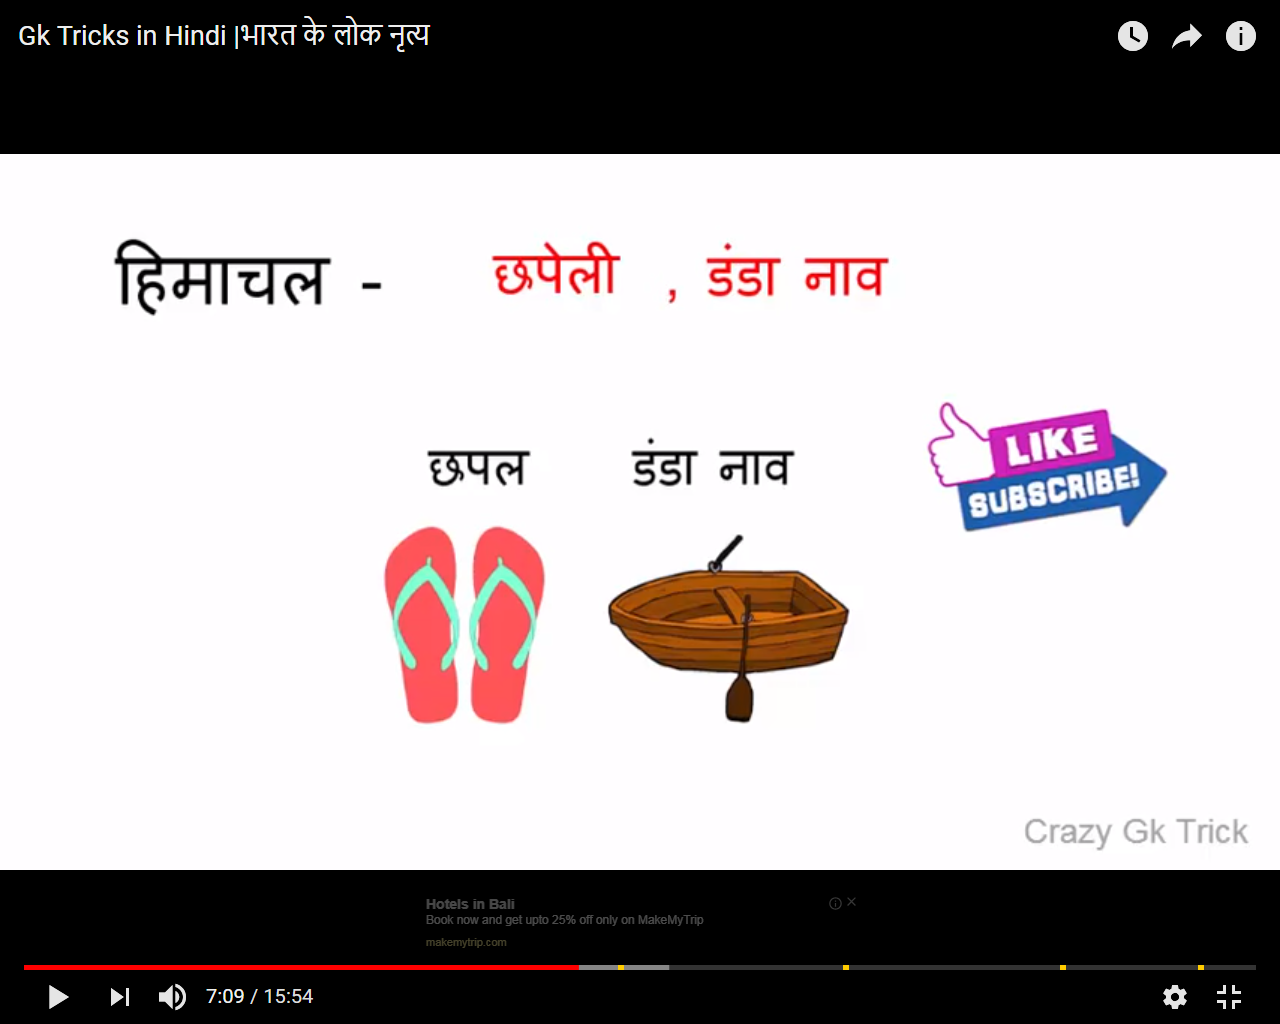 Gk Tricks in Hindi |भारत के लोक नृत्य
हिमाचल - छपेली , डंडा नाव
छपल डंडा नाव
LIKE
SUBSCRIBE!
Crazy Gk Trick
Hotels in Bali
Book now and get upto 25% off only on MakeMyTrip
makemytrip.com
7:09 / 15:54